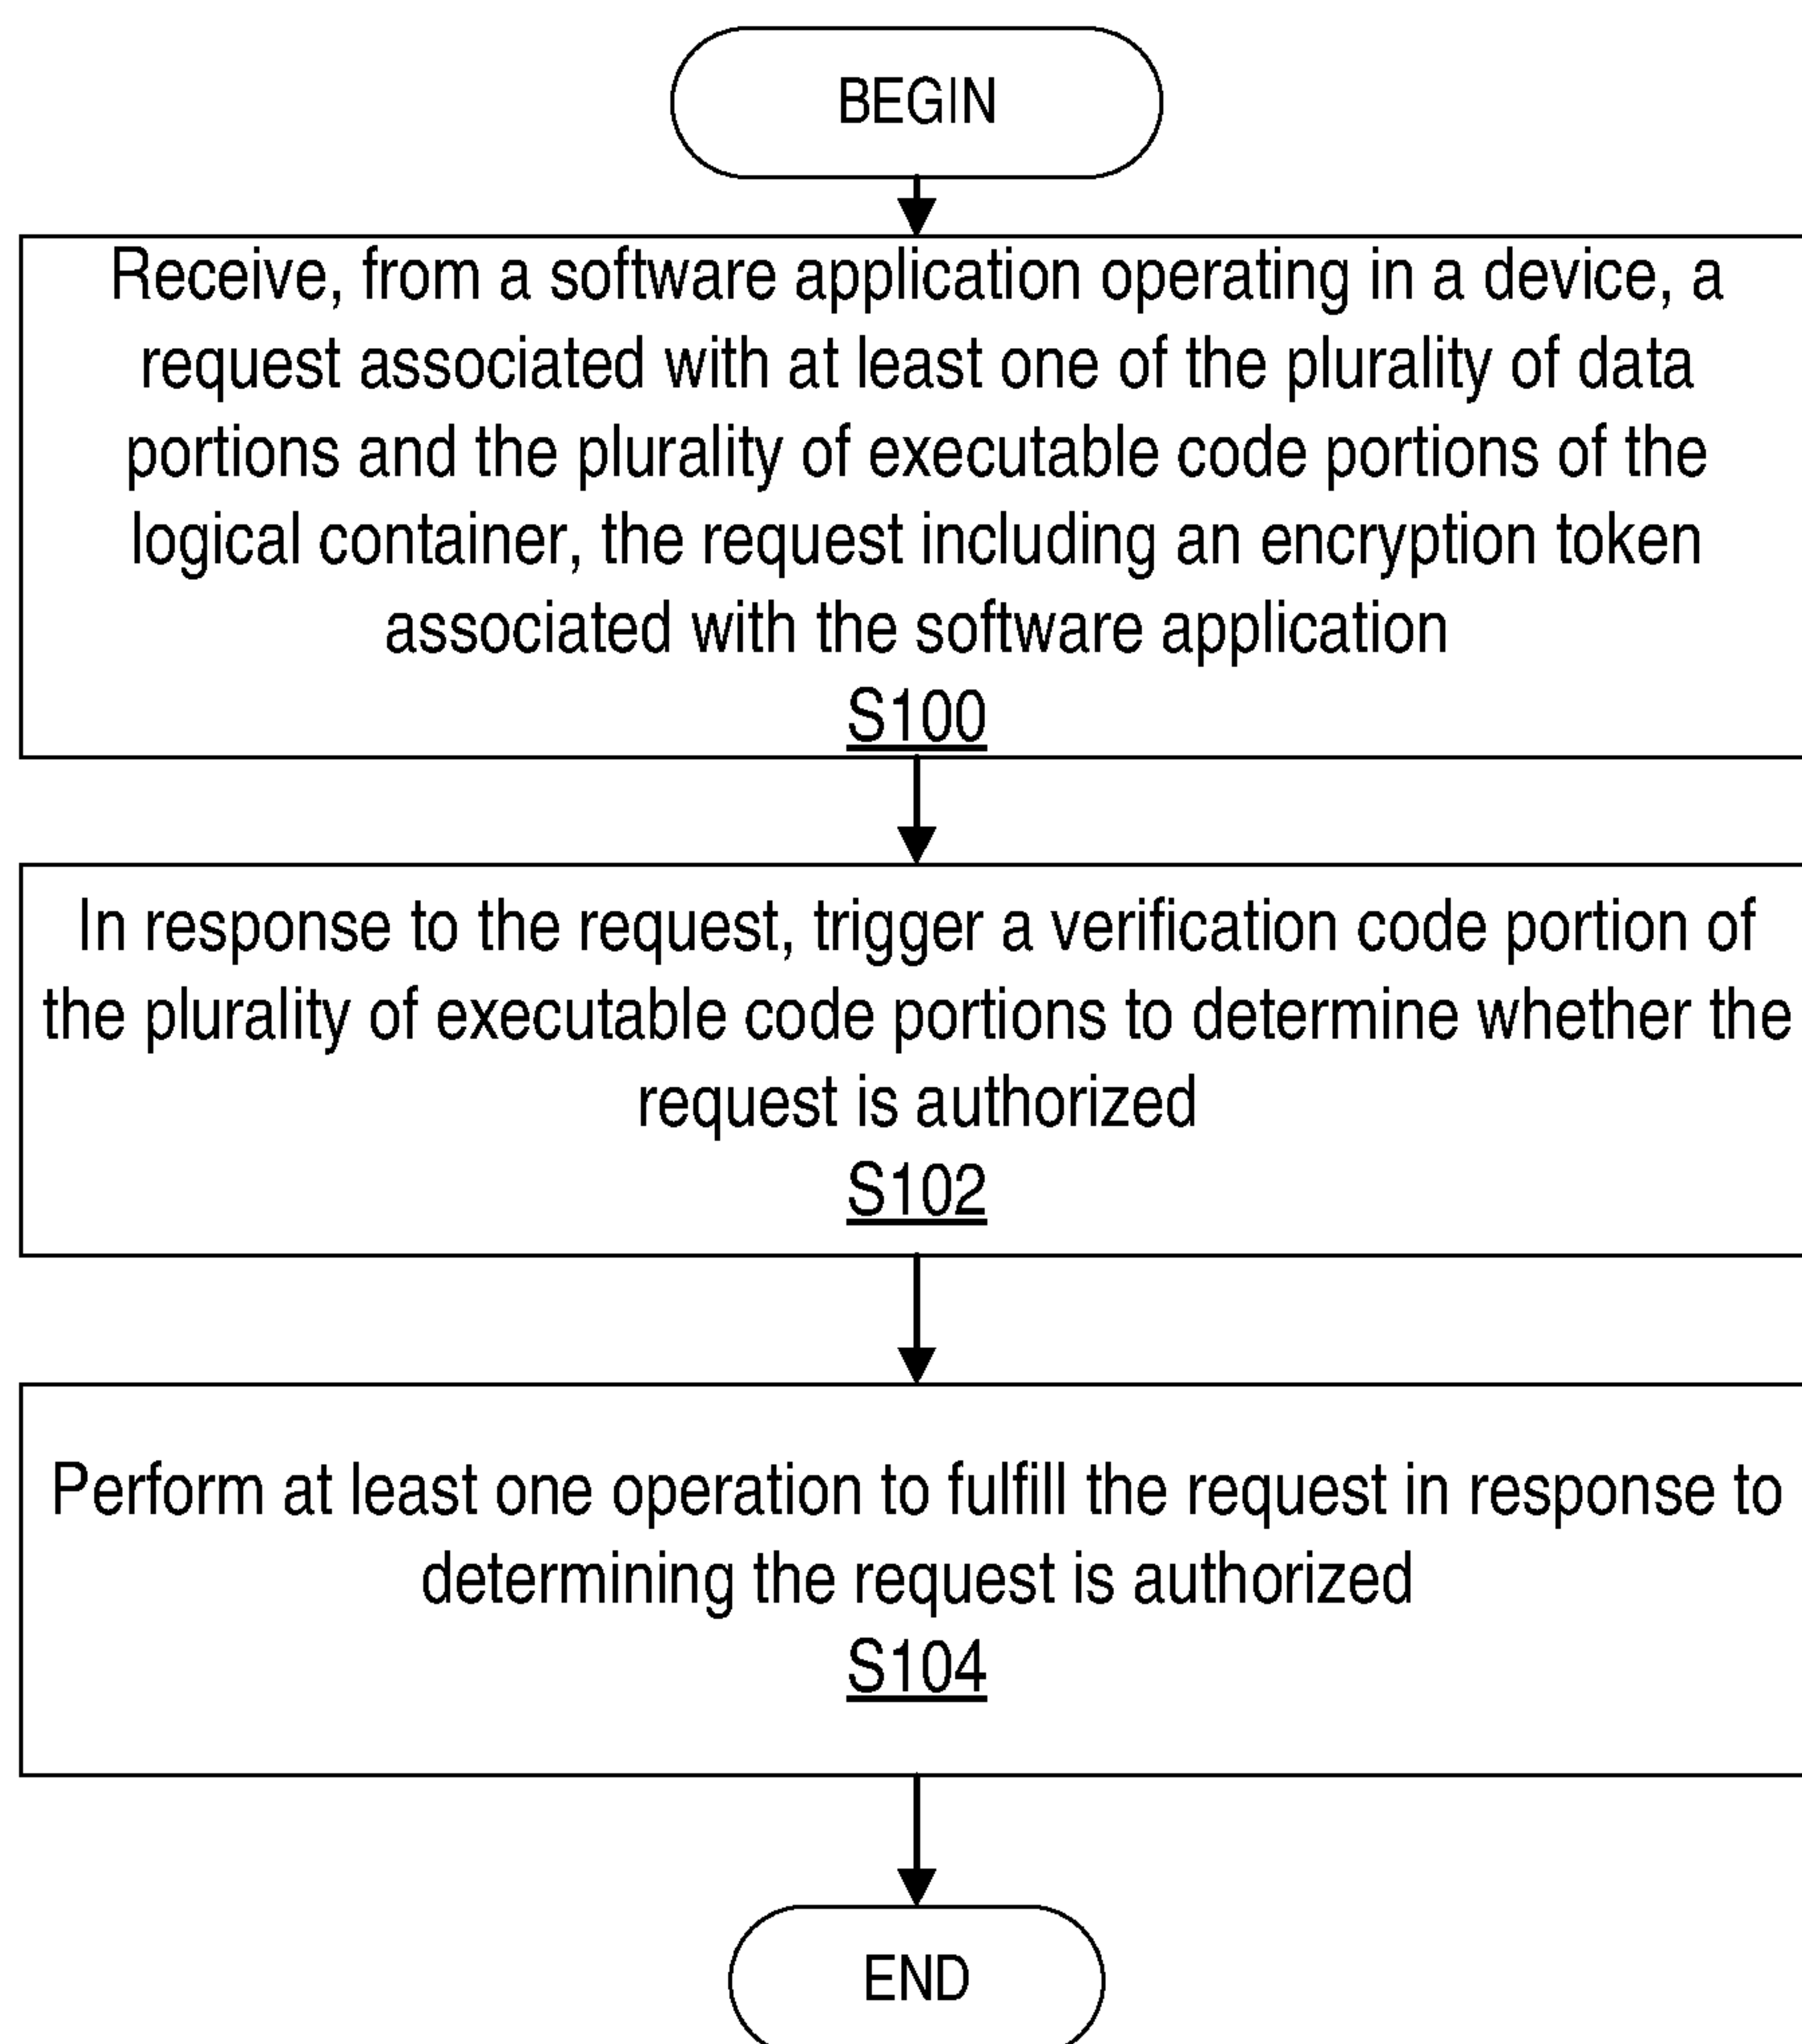 BEGIN
Receive, from a software application operating in a device, a
request associated with at least one of the plurality of data
portions and the plurality of executable code portions of the
logical container, the request including an encryption token
associated with the software application
S100
In response to the request, trigger a verification code portion of
the plurality of executable code portions to determine whether the
request is authorized
S102
Perform at least one operation to fulfill the request in response to
determining the request is authorized
S104
END